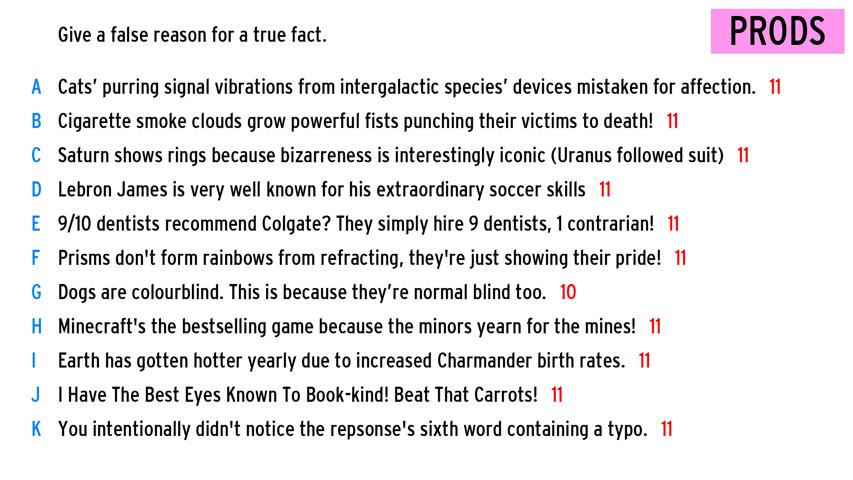 Give a false reason for a true fact.
PRODS
A Cats' purring signal vibrations from intergalactic species' devices mistaken for affection. 11
B Cigarette smoke clouds grow powerful fists punching their victims to death! 11
C Saturn shows rings because bizarreness is interestingly iconic (Uranus followed suit) 11
D Lebron James is very well known for his extraordinary soccer skills 11
E 9/10 dentists recommend Colgate? They simply hire 9 dentists, 1 contrarian! 11
F Prisms don't form rainbows from refracting, they're just showing their pride! 11
G Dogs are colourblind. This is because they're normal blind too. 10
H Minecraft's the bestselling game because the minors yearn for the mines! 11
I Earth has gotten hotter yearly due to increased Charmander birth rates. 11
J I Have The Best Eyes Known To Book-kind! Beat That Carrots! 11
K You intentionally didn't notice the repsonse's sixth word containing a typo. 11